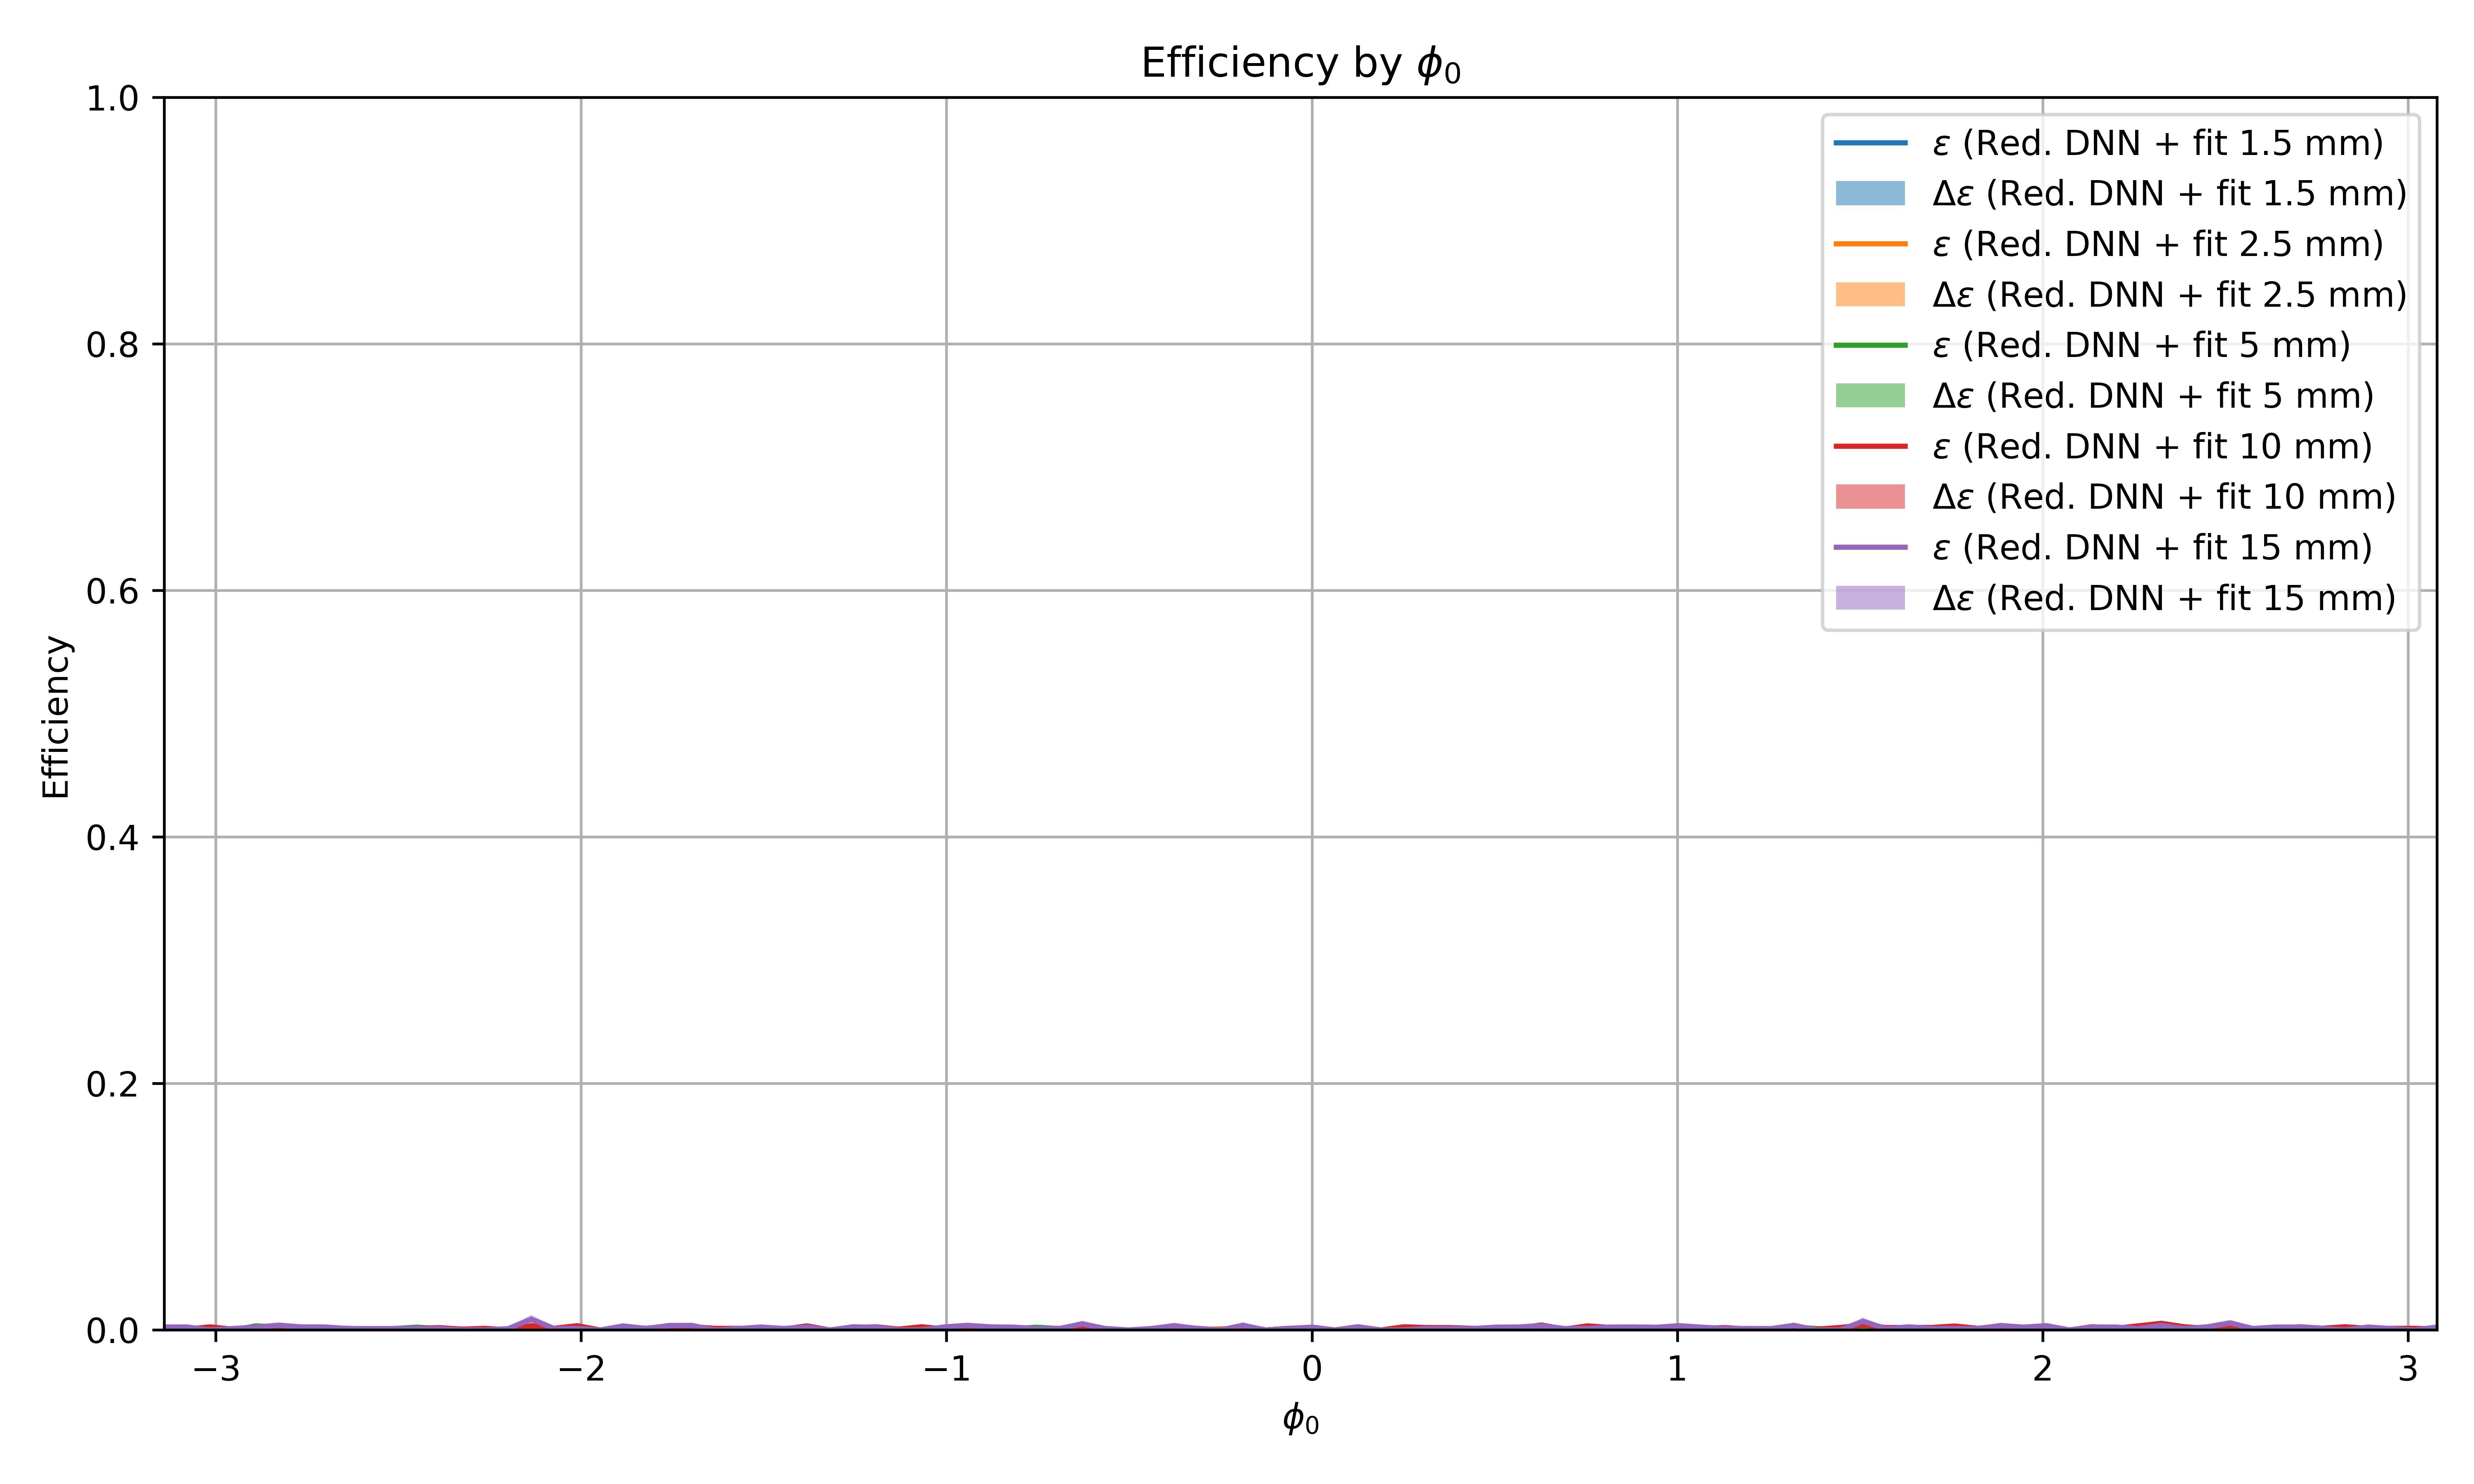 Efficiency by ϕ₀
1.0
0.8
0.6
0.4
0.2
0.0
Efficiency
ε (Red. DNN + fit 1.5 mm)
Δε (Red. DNN + fit 1.5 mm)
ε (Red. DNN + fit 2.5 mm)
Δε (Red. DNN + fit 2.5 mm)
ε (Red. DNN + fit 5 mm)
Δε (Red. DNN + fit 5 mm)
ε (Red. DNN + fit 10 mm)
Δε (Red. DNN + fit 10 mm)
ε (Red. DNN + fit 15 mm)
Δε (Red. DNN + fit 15 mm)
−3 −2 −1 0 1 2 3
ϕ₀